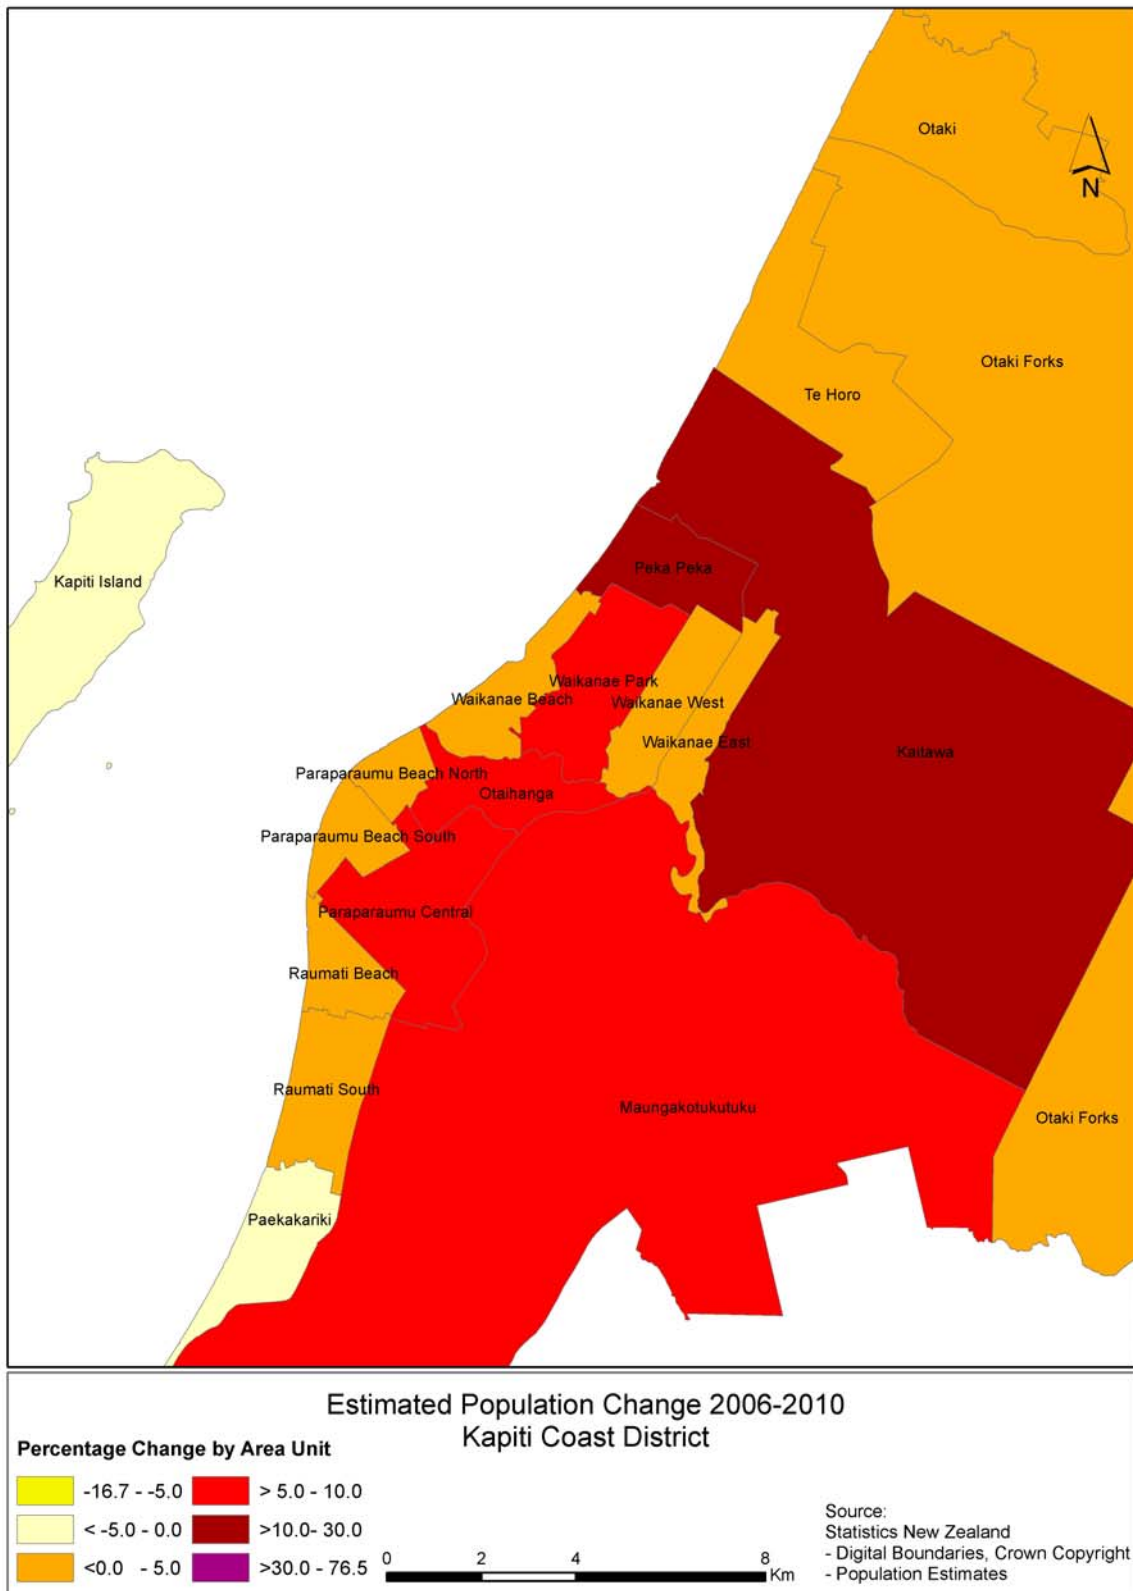 Otaki
N
Otaki Forks
Te Horo
Peka Peka
Kapiti Island
Waikanae Park
Waikanae Beach
Waikanae West
Waikanae East
Kaitawa
Paraparaumu Beach North
Otaihanga
Paraparaumu Beach South
Paraparaumu Central
Raumati Beach
Raumati South
Maungakotukutuku
Otaki Forks
Paekakariki
Estimated Population Change 2006-2010
Kapiti Coast District
Percentage Change by Area Unit
-16.7 - -5.0
< -5.0 - 0.0
<0.0 - 5.0
> 5.0 - 10.0
>10.0- 30.0
>30.0 - 76.5
0 2 4 8
Km
Source:
Statistics New Zealand
- Digital Boundaries, Crown Copyright
- Population Estimates